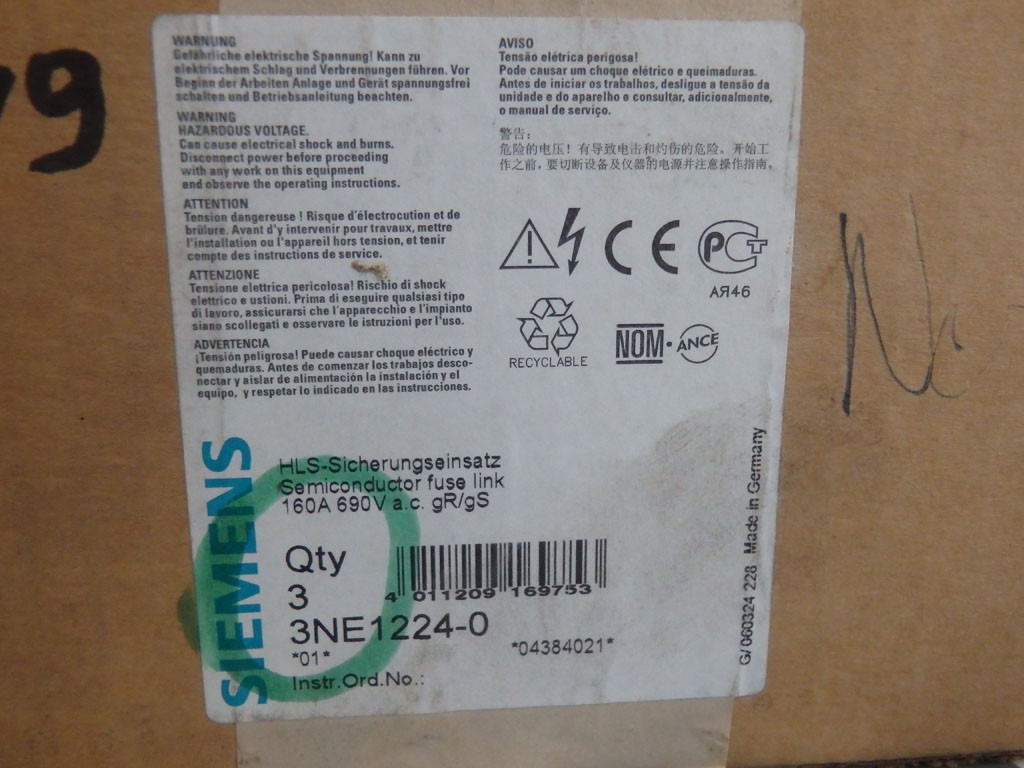 WARNUNG
Gefährliche elektrische Spannung! Kann zu
elektrischem Schlag und Verbrennungen führen. Vor
Beginn der Arbeiten Anlage und Gerät spannungsfrei
schalten und Betriebsanleitung beachten.
WARNING
HAZARDOUS VOLTAGE.
Can cause electrical shock and burns.
Disconnect power before proceeding
with any work on this equipment
and observe the operating instructions.
ATTENTION
Tension dangereuse ! Risque d'électrocution et de
brûlure. Avant d'y intervenir pour travaux, mettre
l'installation ou l'appareil hors tension, et tenir
compte des instructions de service.
ATTENZIONE
Tensione elettrica pericolosa! Rischio di shock
elettrico e ustioni. Prima di eseguire qualsiasi tipo
di lavoro, assicurarsi che l'apparecchio e l'impianto
siano scollegati e osservare le istruzioni per l'uso.
ADVERTENCIA
¡Tensión peligrosa! Puede causar choque eléctrico y
quemaduras. Antes de comenzar los trabajos desco-
nectar y aislar de alimentación la instalación y el
equipo, y respetar lo indicado en las instrucciones.
AVISO
Tensão elétrica perigosa!
Pode causar um choque elétrico e queimaduras.
Antes de iniciar os trabalhos, desligue a tensão da
unidade e do aparelho e consultar, adicionalmente,
o manual de serviço.
警告:
危险的电压! 有导致电击和灼伤的危险。开始工
作之前, 要切断设备及仪器的电源并注意操作指南。
CE
PCT
АЯ46
RECYCLABLE
NOM·ANCE
SIEMENS
HLS-Sicherungseinsatz
Semiconductor fuse link
160A 690V a.c. gR/gS
Qty
3
4 011209 169753
3NE1224-0
*01*
*04384021*
Instr.Ord.No.:
G/060324 228 Made in Germany
9